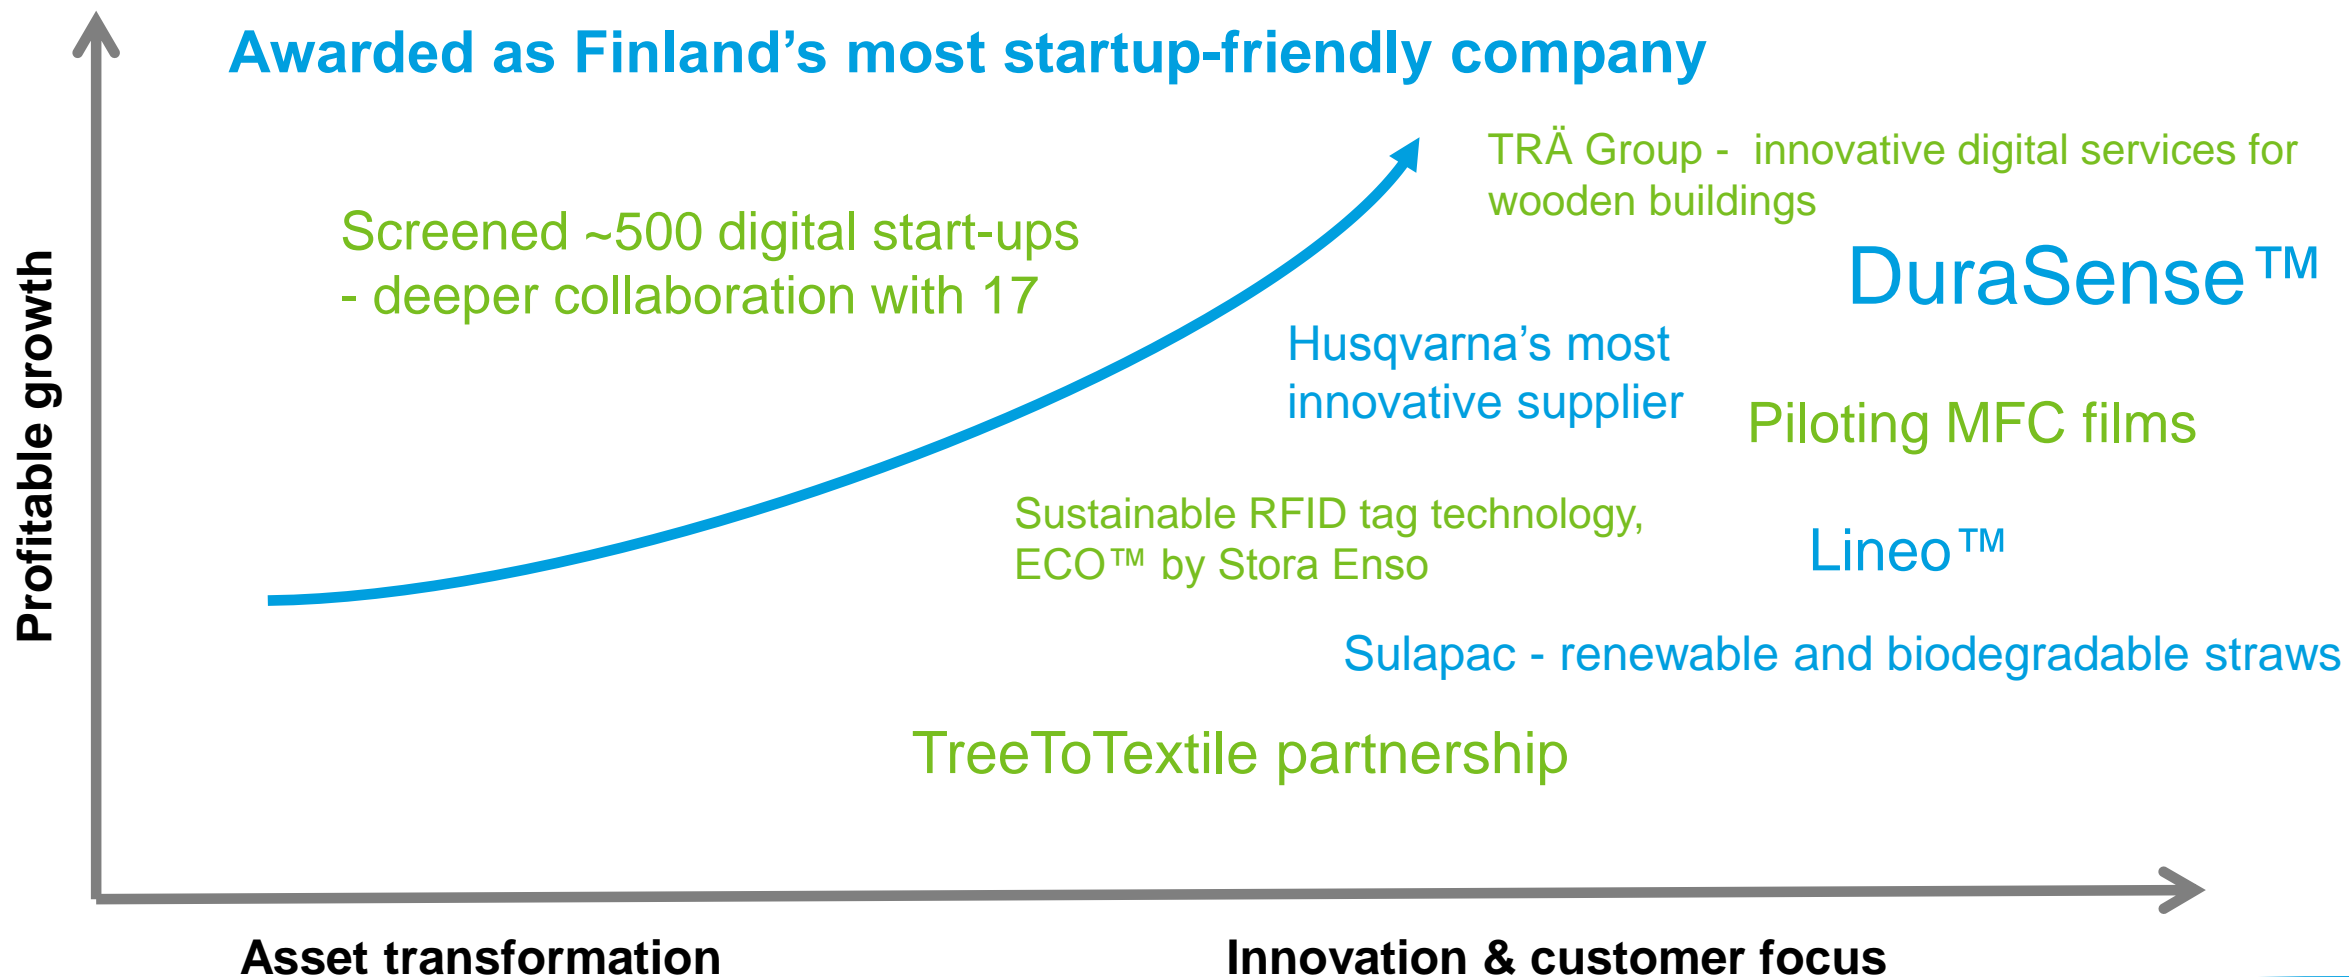 Awarded as Finland’s most startup-friendly company
TRÄ Group - innovative digital services for
wooden buildings
Screened ~500 digital start-ups
- deeper collaboration with 17
DuraSense™
Husqvarna’s most
innovative supplier
Piloting MFC films
Sustainable RFID tag technology,
ECO™ by Stora Enso
Lineo™
Sulapac - renewable and biodegradable straws
TreeToTextile partnership
Profitable growth
Asset transformation
Innovation & customer focus